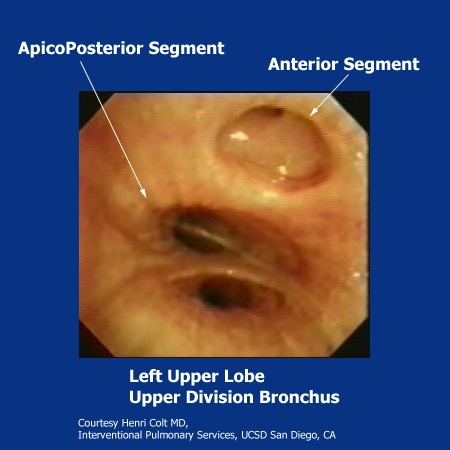 ApicoPosterior Segment
Anterior Segment
Left Upper Lobe
Upper Division Bronchus
Courtesy Henri Colt MD,
Interventional Pulmonary Services, UCSD San Diego, CA